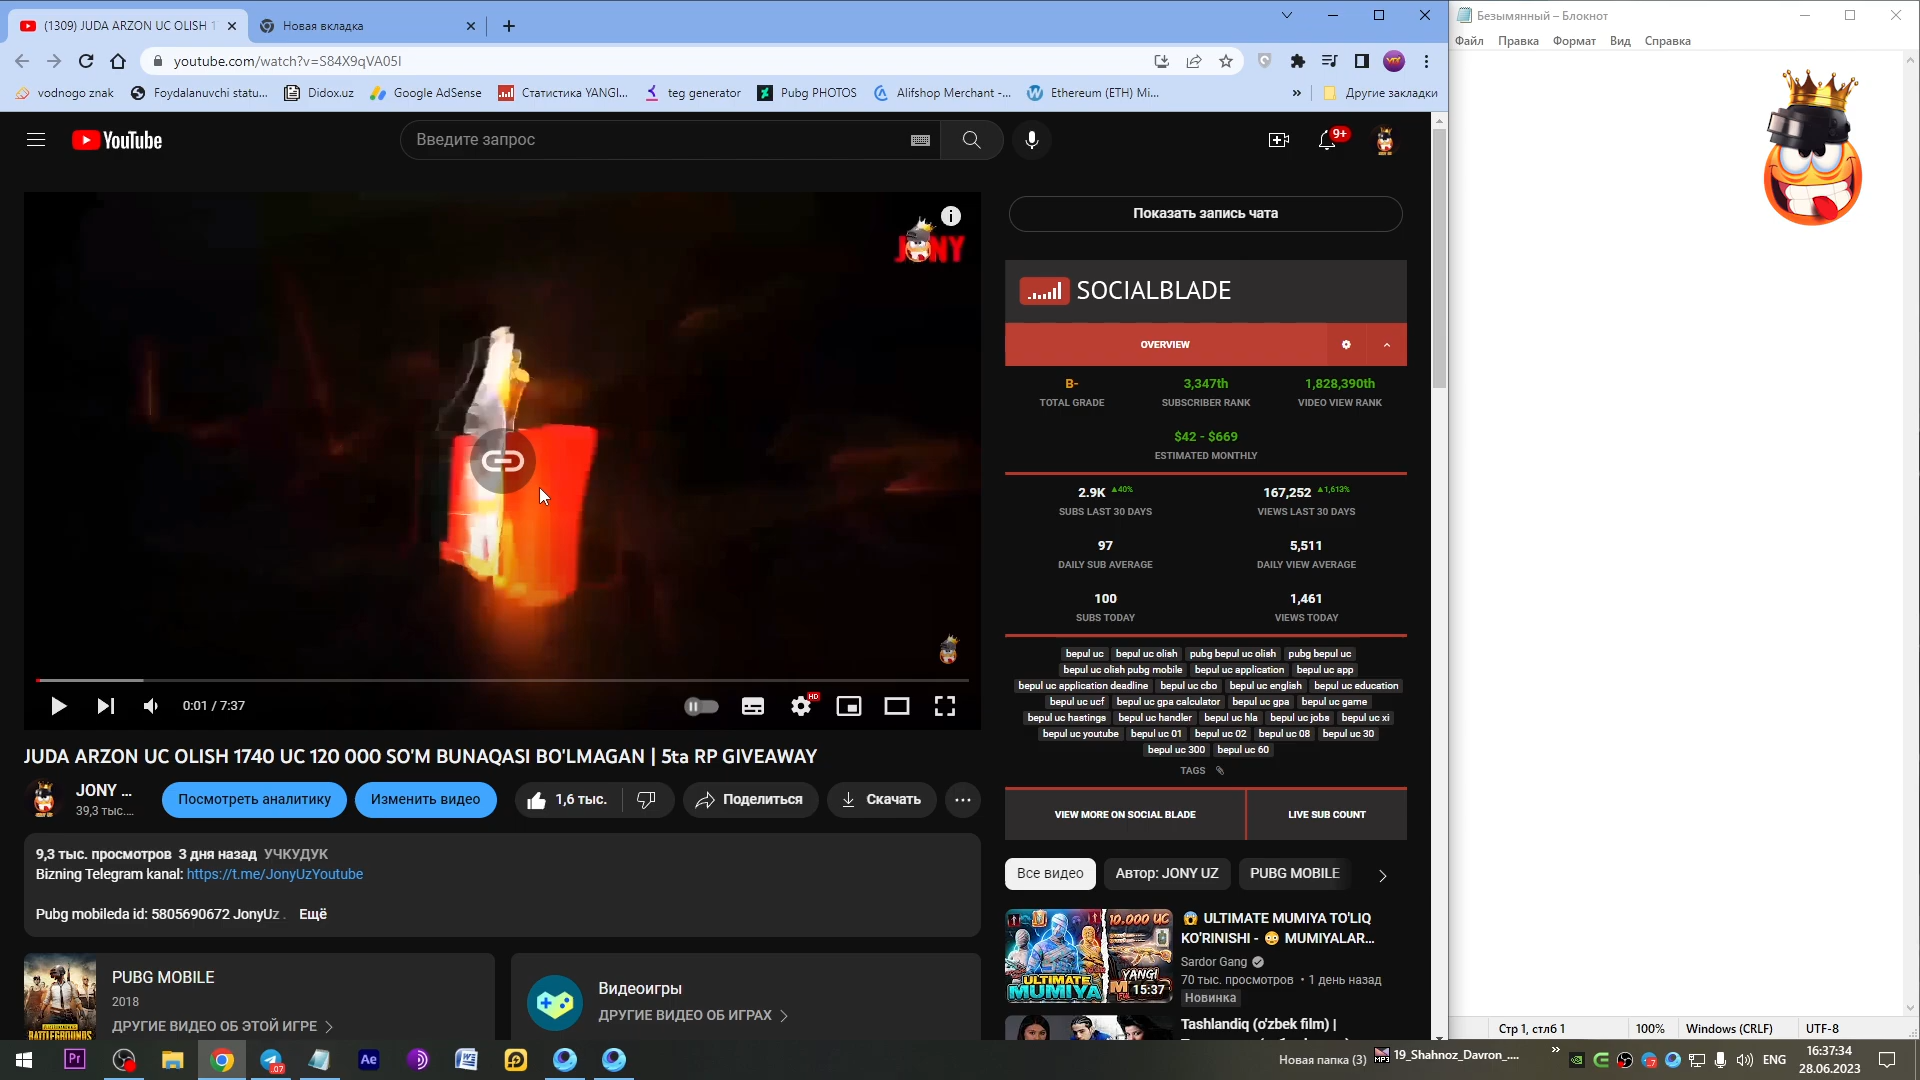 (1309) JUDA ARZON UC OLISH 1
Новая вкладка
youtube.com/watch?v=S84X9qVA05I
vodnogo znak
Foydalanuvchi statu...
Didox.uz
Google AdSense
Статистика YANGI...
teg generator
Pubg PHOTOS
Alifshop Merchant -...
Ethereum (ETH) Mi...
»
Другие закладки
YouTube
Введите запрос
9+
JONY
0:01 / 7:37
HD
JUDA ARZON UC OLISH 1740 UC 120 000 SO'M BUNAQASI BO'LMAGAN | 5ta RP GIVEAWAY
JONY ...
39,3 тыс....
Посмотреть аналитику
Изменить видео
1,6 тыс.
Поделиться
Скачать
9,3 тыс. просмотров 3 дня назад УЧКУДУК
Bizning Telegram kanal: https://t.me/JonyUzYoutube
Pubg mobileda id: 5805690672 JonyUz . Ещё
PUBG MOBILE
2018
ДРУГИЕ ВИДЕО ОБ ЭТОЙ ИГРЕ
Видеоигры
ДРУГИЕ ВИДЕО ОБ ИГРАХ
Показать запись чата
SOCIALBLADE
OVERVIEW
B-
TOTAL GRADE
3,347th
SUBSCRIBER RANK
1,828,390th
VIDEO VIEW RANK
$42 - $669
ESTIMATED MONTHLY
2.9K ▲40%
SUBS LAST 30 DAYS
167,252 ▲1,613%
VIEWS LAST 30 DAYS
97
DAILY SUB AVERAGE
5,511
DAILY VIEW AVERAGE
100
SUBS TODAY
1,461
VIEWS TODAY
bepul uc bepul uc olish pubg bepul uc olish pubg bepul uc
bepul uc olish pubg mobile bepul uc application bepul uc app
bepul uc application deadline bepul uc cbo bepul uc english bepul uc education
bepul uc ucf bepul uc gpa calculator bepul uc gpa bepul uc game
bepul uc hastings bepul uc handler bepul uc hla bepul uc jobs bepul uc xi
bepul uc youtube bepul uc 01 bepul uc 02 bepul uc 08 bepul uc 30
bepul uc 300 bepul uc 60
TAGS
VIEW MORE ON SOCIAL BLADE
LIVE SUB COUNT
Все видео
Автор: JONY UZ
PUBG MOBILE
10.000 UC
ULTIMATE
MUMIYA
YANGI
15:37
ULTIMATE MUMIYA TO'LIQ
KO'RINISHI - MUMIYALAR...
Sardor Gang
70 тыс. просмотров • 1 день назад
Новинка
Tashlandiq (o'zbek film) |
Безымянный – Блокнот
Файл Правка Формат Вид Справка
Стр 1, стлб 1
100%
Windows (CRLF)
UTF-8
Pr
Ae
Новая папка (3)
MP3
19_Shahnoz_Davron_....
»
ENG
16:37:34
28.06.2023